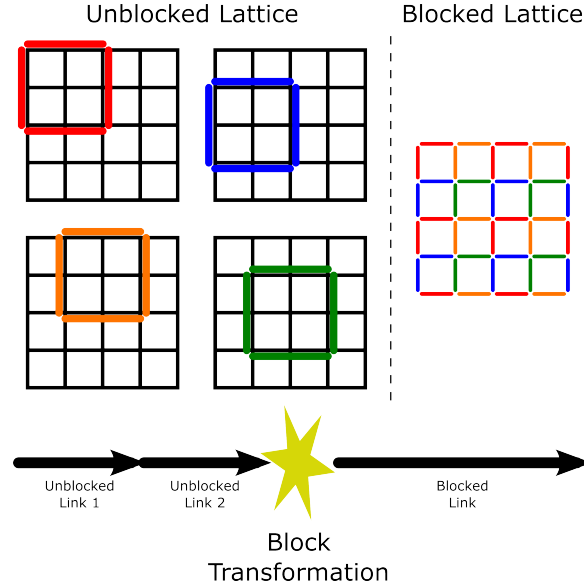 Unblocked Lattice
Blocked Lattice
Unblocked
Link 1
Unblocked
Link 2
Blocked
Link
Block
Transformation